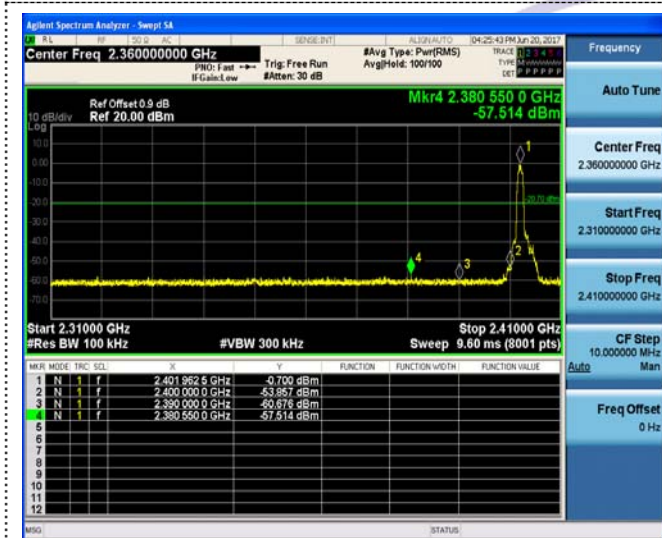 Agilent Spectrum Analyzer - Swept SA
RL RF 50 Ω AC SENSE:INT ALIGN AUTO 04:25:43 PM Jun 20, 2017
Center Freq 2.360000000 GHz
PNO: Fast
IFGain:Low
Trig: Free Run
#Atten: 30 dB
#Avg Type: Pwr(RMS)
Avg|Hold: 100/100
TRACE 1 2 3 4 5 6
TYPE M
DET P P P P P P
Frequency
Auto Tune
Center Freq
2.360000000 GHz
Start Freq
2.310000000 GHz
Stop Freq
2.410000000 GHz
CF Step
10.000000 MHz
Auto Man
Freq Offset
0 Hz
Mkr4 2.380 550 0 GHz
-57.514 dBm
Ref Offset 0.9 dB
10 dB/div Ref 20.00 dBm
Log
10.0
0.00
-10.0
-20.0
-30.0
-40.0
-50.0
-60.0
-70.0
-20.70 dBm
1
2
3
4
Start 2.31000 GHz Stop 2.41000 GHz
#Res BW 100 kHz #VBW 300 kHz Sweep 9.60 ms (8001 pts)
MKR MODE TRC SCL X Y FUNCTION FUNCTION WIDTH FUNCTION VALUE
1 N 1 f 2.401 962 5 GHz -0.700 dBm
2 N 1 f 2.400 000 0 GHz -53.857 dBm
3 N 1 f 2.390 000 0 GHz -60.676 dBm
4 N 1 f 2.380 550 0 GHz -57.514 dBm
5
6
7
8
9
10
11
12
MSG STATUS